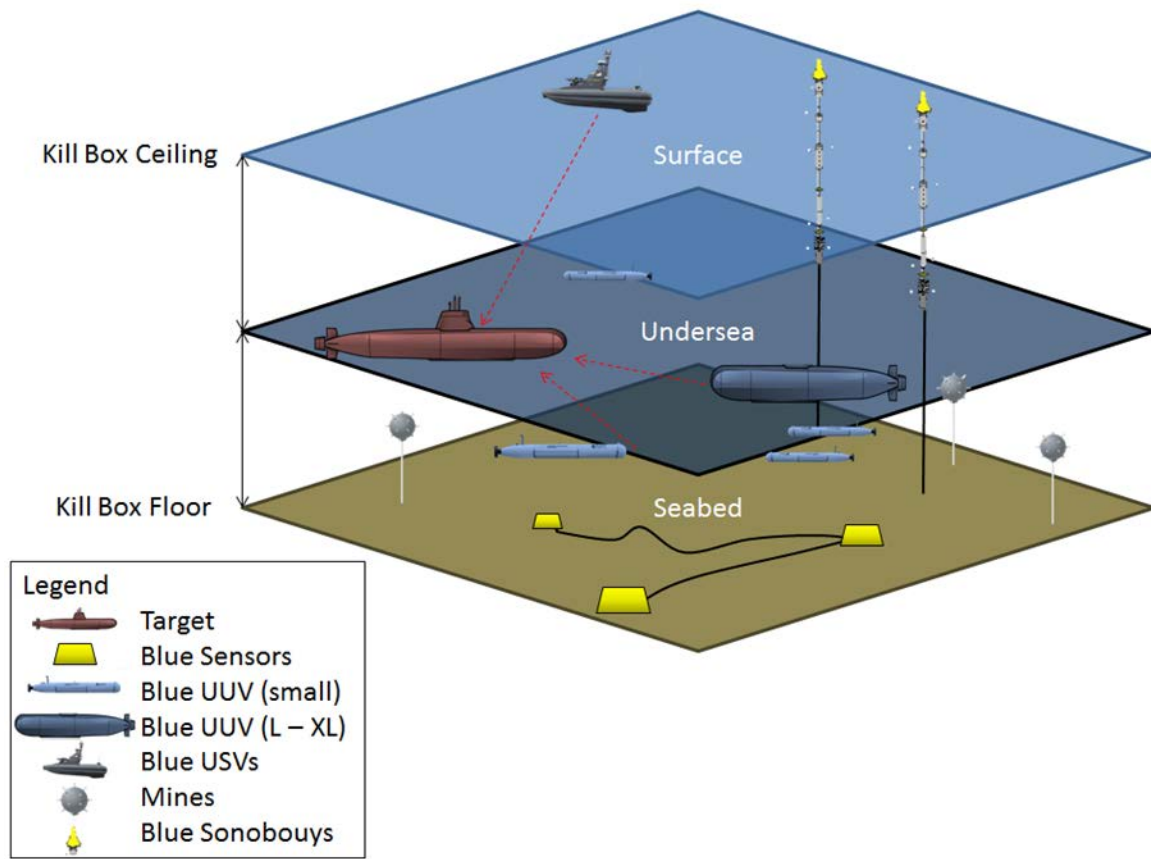 Kill Box Ceiling
Surface
Undersea
Kill Box Floor
Seabed
Legend
Target
Blue Sensors
Blue UUV (small)
Blue UUV (L – XL)
Blue USVs
Mines
Blue Sonobouys